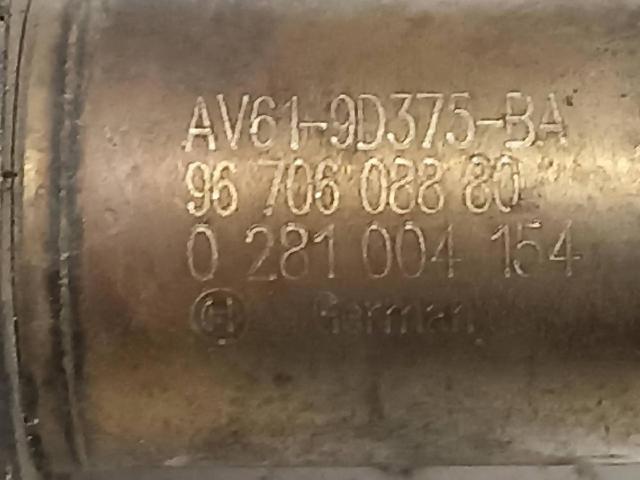 AV61-9D375-BA
96 706 088 80
0 281 004 154
Germany